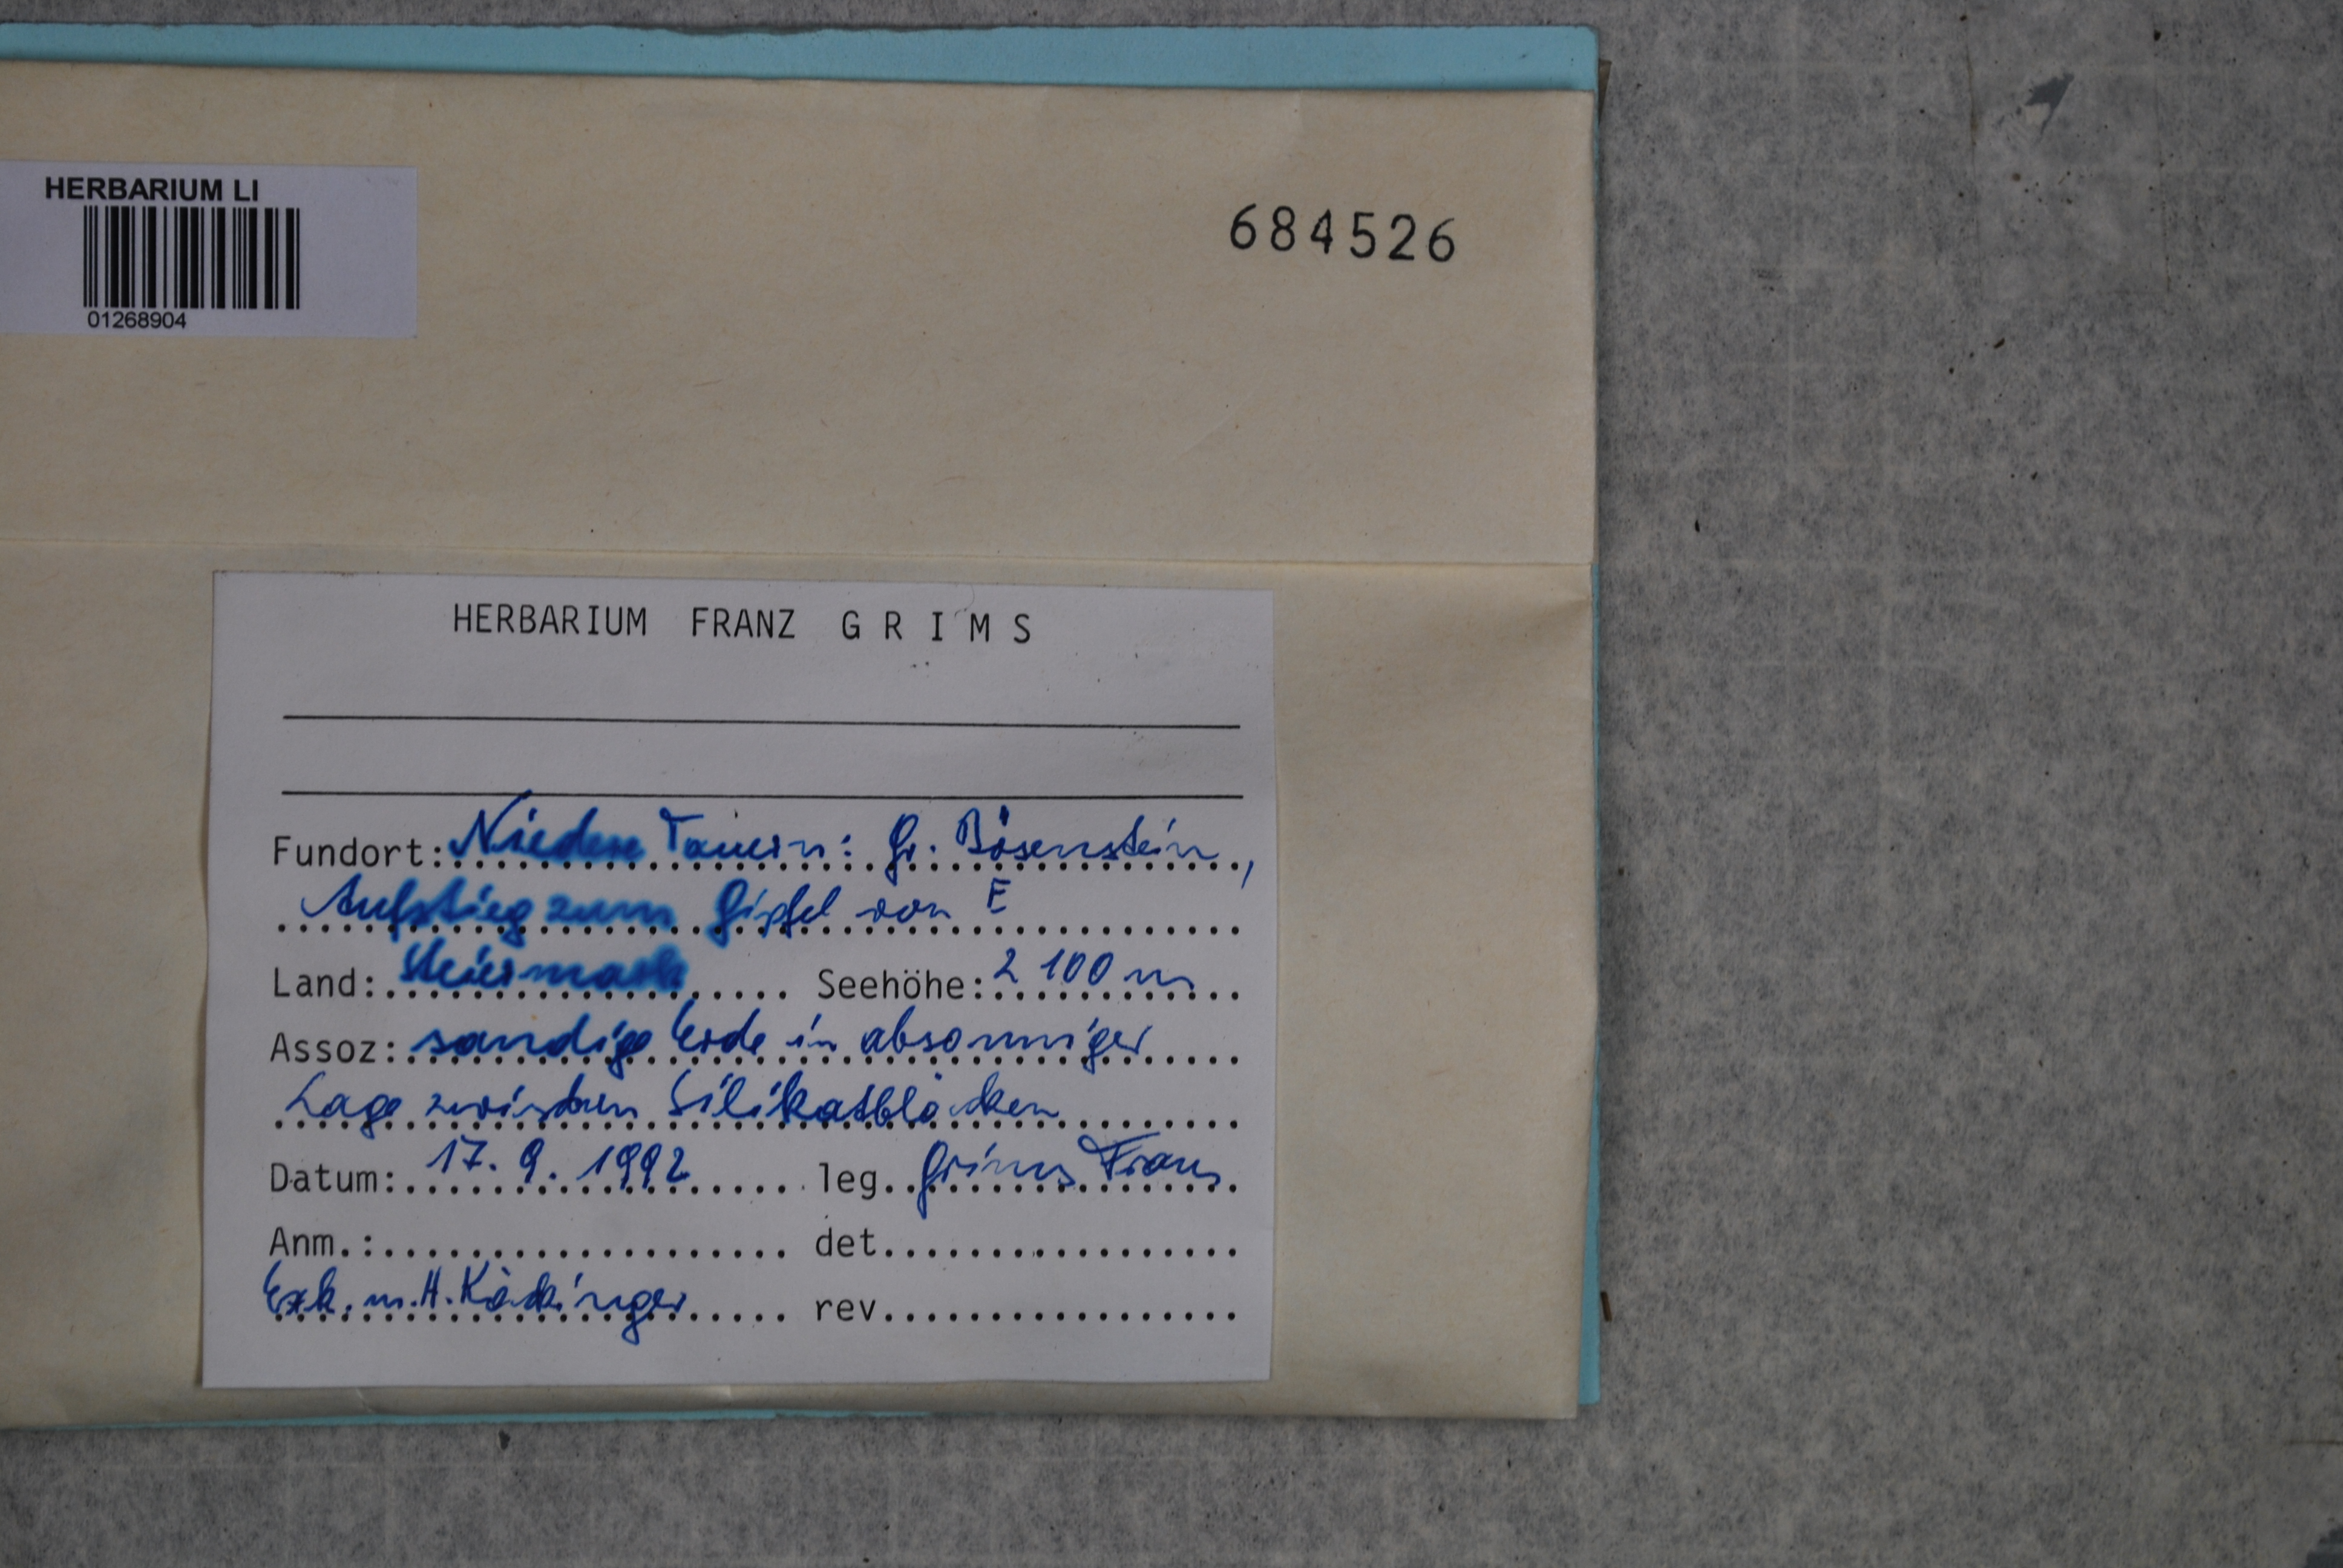 HERBARIUM LI
01268904
684526
HERBARIUM FRANZ GRIMS
Fundort: Niedere Tauern: Gr. Bösenstein,
Aufstieg zum Gipfel von E
Land: Steiermark Seehöhe: 2100 m
Assoz: sandige Erde in absonniger
Lage zwischen Silikatblöcken
Datum: 17. 9. 1992 leg. Grims Franz
Anm.: det.
Exk. m. H. Köckinger rev.